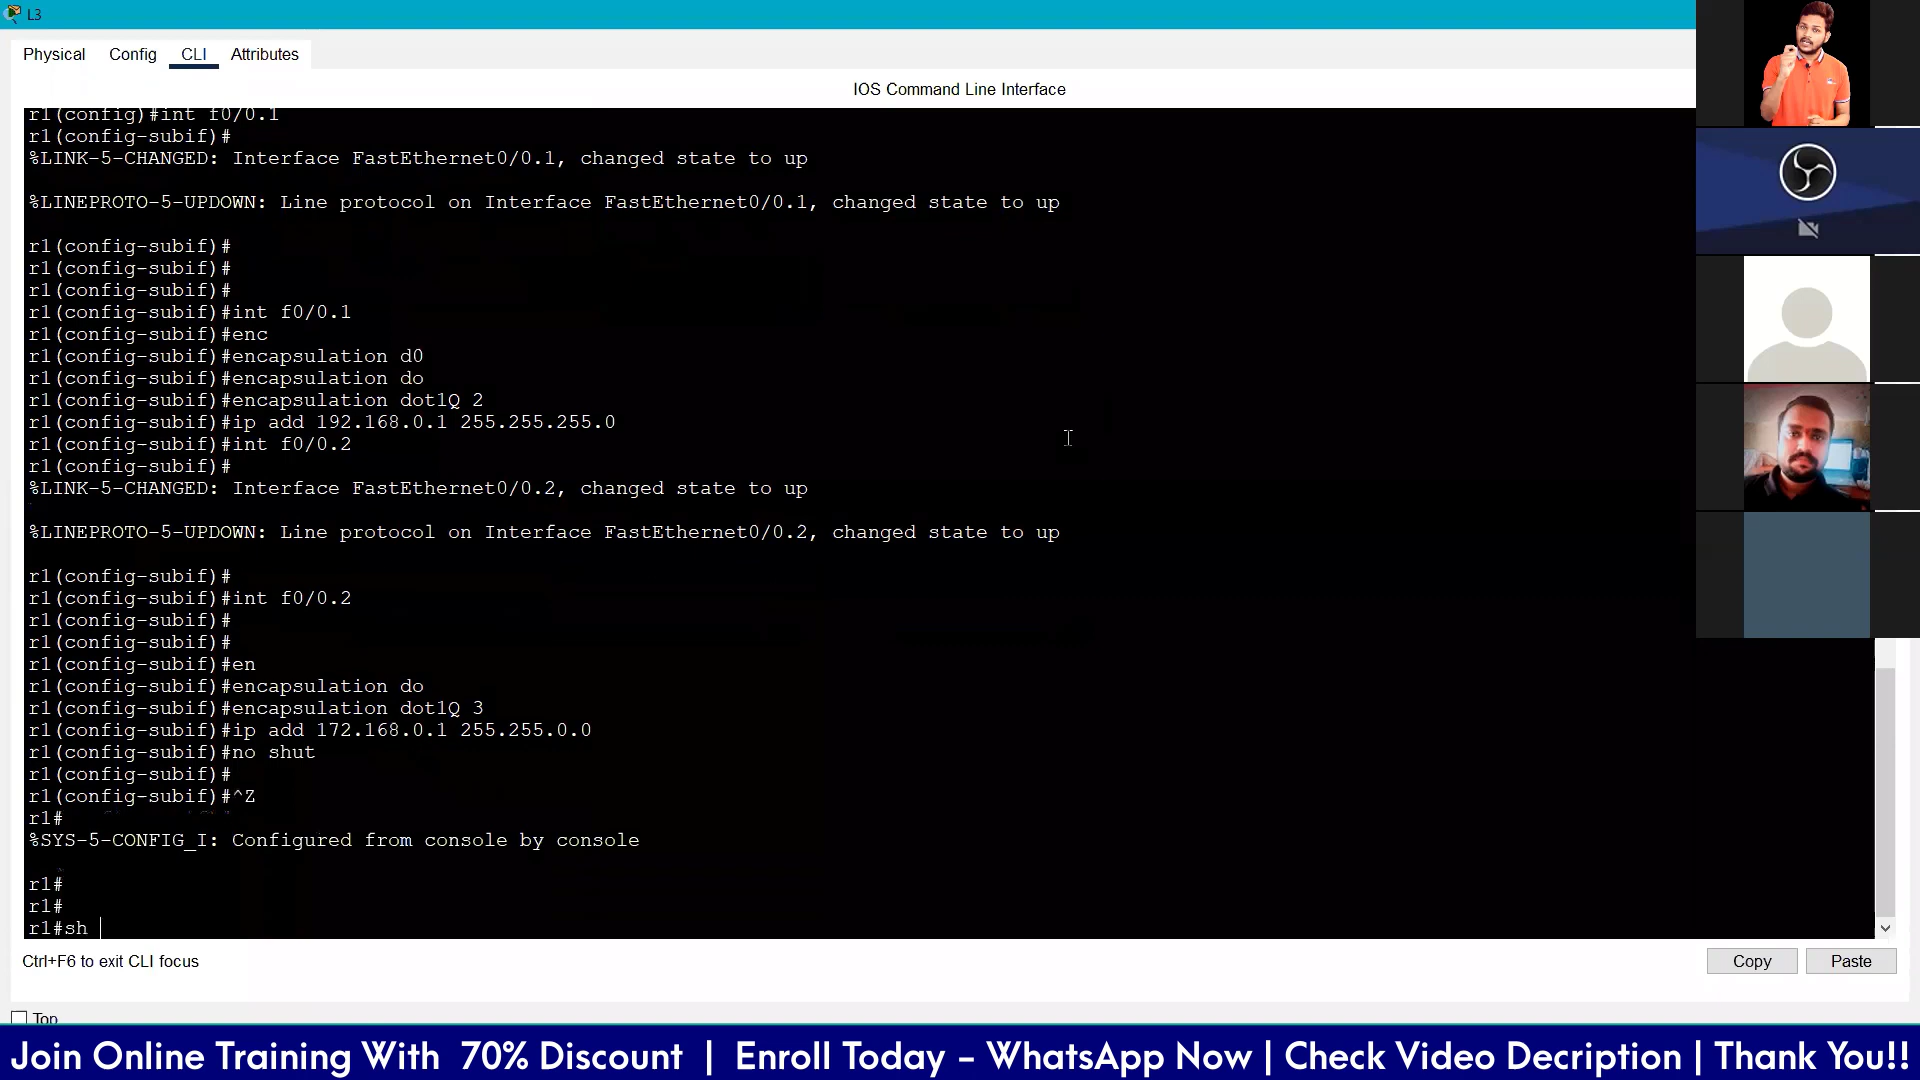 L3
Physical Config CLI Attributes
IOS Command Line Interface
r1(config)#int f0/0.1
r1(config-subif)#
%LINK-5-CHANGED: Interface FastEthernet0/0.1, changed state to up
%LINEPROTO-5-UPDOWN: Line protocol on Interface FastEthernet0/0.1, changed state to up
r1(config-subif)#
r1(config-subif)#
r1(config-subif)#
r1(config-subif)#int f0/0.1
r1(config-subif)#enc
r1(config-subif)#encapsulation d0
r1(config-subif)#encapsulation do
r1(config-subif)#encapsulation dot1Q 2
r1(config-subif)#ip add 192.168.0.1 255.255.255.0
r1(config-subif)#int f0/0.2
r1(config-subif)#
%LINK-5-CHANGED: Interface FastEthernet0/0.2, changed state to up
%LINEPROTO-5-UPDOWN: Line protocol on Interface FastEthernet0/0.2, changed state to up
r1(config-subif)#
r1(config-subif)#int f0/0.2
r1(config-subif)#
r1(config-subif)#
r1(config-subif)#en
r1(config-subif)#encapsulation do
r1(config-subif)#encapsulation dot1Q 3
r1(config-subif)#ip add 172.168.0.1 255.255.0.0
r1(config-subif)#no shut
r1(config-subif)#
r1(config-subif)#^Z
r1#
%SYS-5-CONFIG_I: Configured from console by console
r1#
r1#
r1#sh
Ctrl+F6 to exit CLI focus
Copy Paste
Top
Join Online Training With 70% Discount | Enroll Today – WhatsApp Now | Check Video Decription | Thank You!!